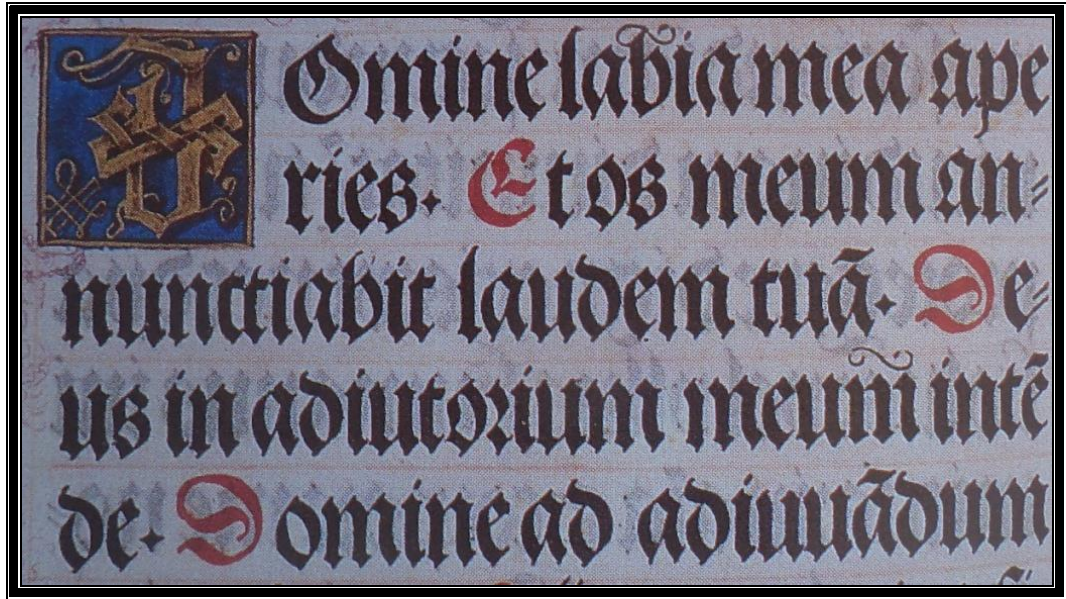 DOmine labia mea ape
ries. Et os meum an=
nunctiabit laudem tuã. De=
us in adiutorium meum intẽ
de. Domine ad adiuuãdum